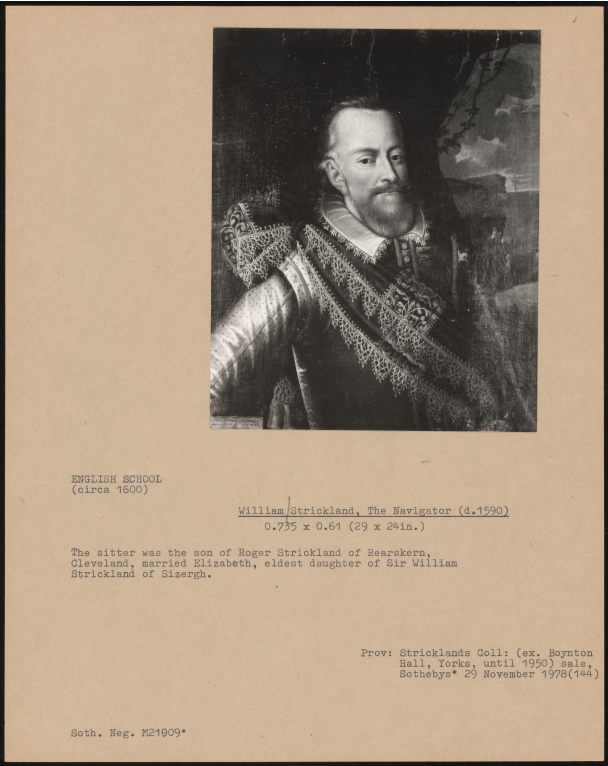 ENGLISH SCHOOL
(circa 1600)
William/Strickland, The Navigator (d.1590)
0.735 x 0.61 (29 x 24in.)
The sitter was the son of Roger Strickland of Rearskern,
Cleveland, married Elizabeth, eldest daughter of Sir William
Strickland of Sizergh.
Prov: Stricklands Coll: (ex. Boynton
Hall, Yorks, until 1950) sale,
Sothebys* 29 November 1978(144)
Soth. Neg. M21909*